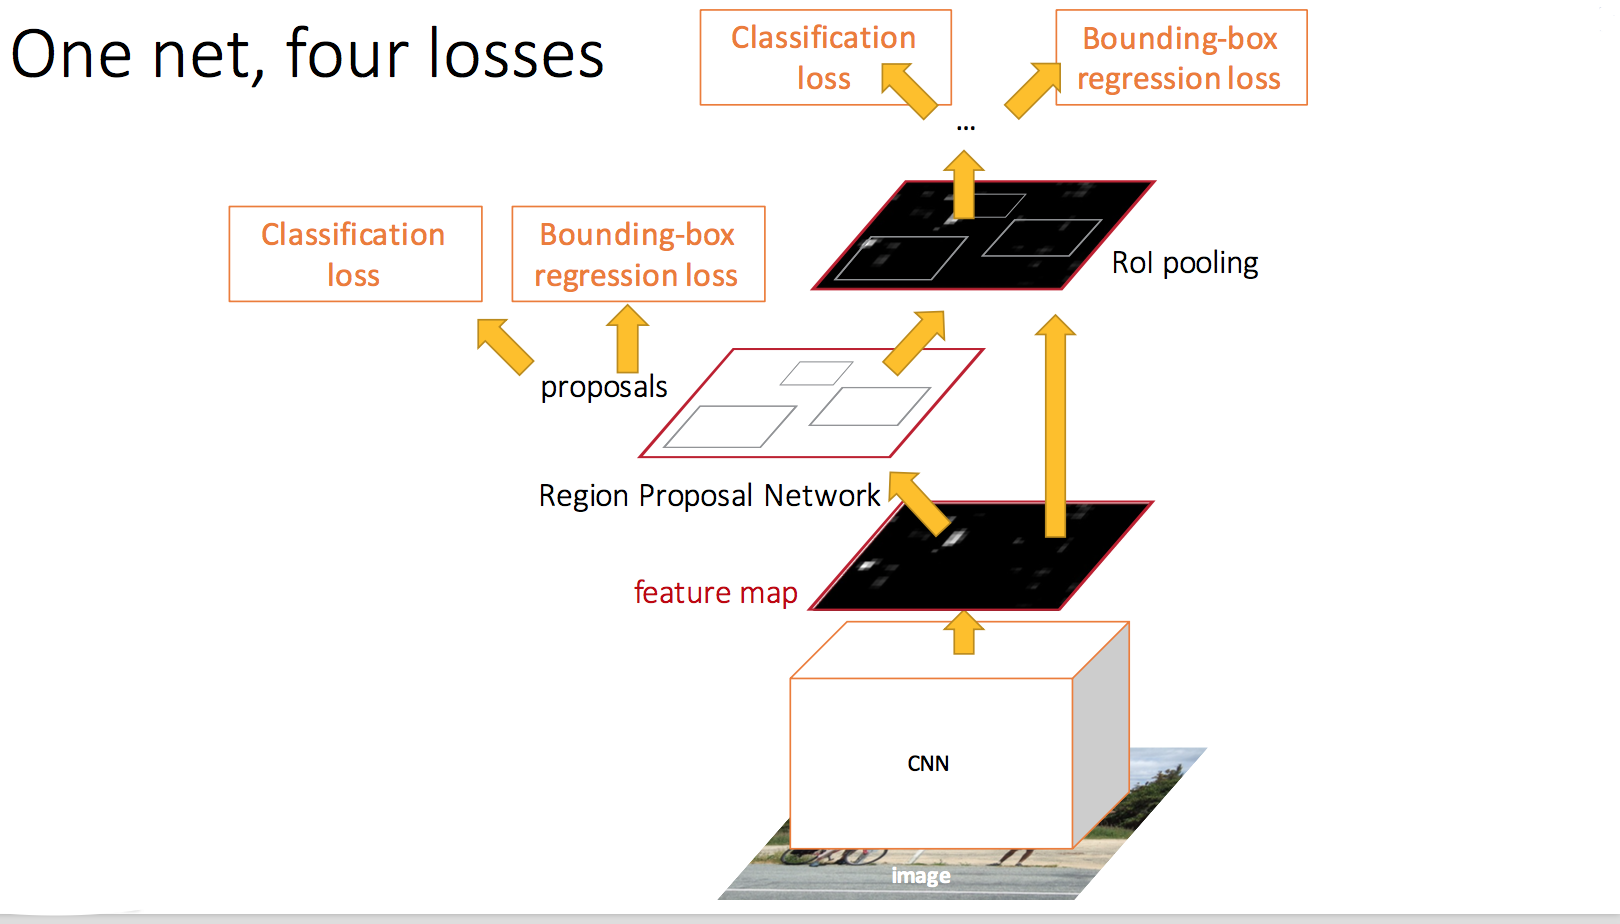 One net, four losses
Classification
loss
Bounding-box
regression loss
...
Classification
loss
Bounding-box
regression loss
RoI pooling
proposals
Region Proposal Network
feature map
CNN
image